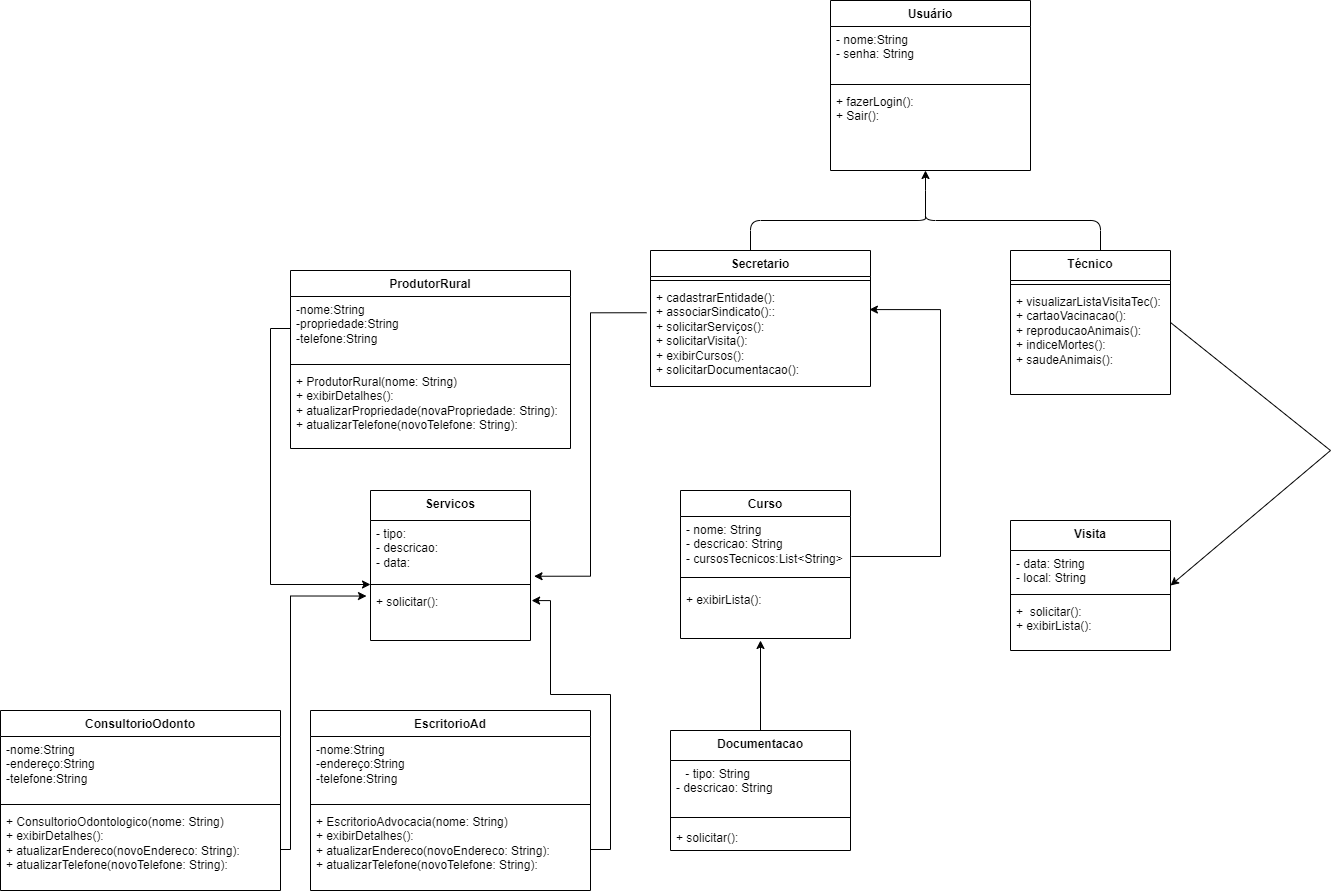 Usuário
- nome:String
- senha: String
+ fazerLogin():
+ Sair():
Secretario
+ cadastrarEntidade():
+ associarSindicato()::
+ solicitarServiços():
+ solicitarVisita():
+ exibirCursos():
+ solicitarDocumentacao():
Técnico
+ visualizarListaVisitaTec():
+ cartaoVacinacao():
+ reproducaoAnimais():
+ indiceMortes():
+ saudeAnimais():
ProdutorRural
-nome:String
-propriedade:String
-telefone:String
+ ProdutorRural(nome: String)
+ exibirDetalhes():
+ atualizarPropriedade(novaPropriedade: String):
+ atualizarTelefone(novoTelefone: String):
Servicos
- tipo:
- descricao:
- data:
+ solicitar():
Curso
- nome: String
- descricao: String
- cursosTecnicos:List<String>
+ exibirLista():
Visita
- data: String
- local: String
+  solicitar():
+ exibirLista():
ConsultorioOdonto
-nome:String
-endereço:String
-telefone:String
+ ConsultorioOdontologico(nome: String)
+ exibirDetalhes():
+ atualizarEndereco(novoEndereco: String):
+ atualizarTelefone(novoTelefone: String):
EscritorioAd
-nome:String
-endereço:String
-telefone:String
+ EscritorioAdvocacia(nome: String)
+ exibirDetalhes():
+ atualizarEndereco(novoEndereco: String):
+ atualizarTelefone(novoTelefone: String):
Documentacao
- tipo: String
- descricao: String
+ solicitar():